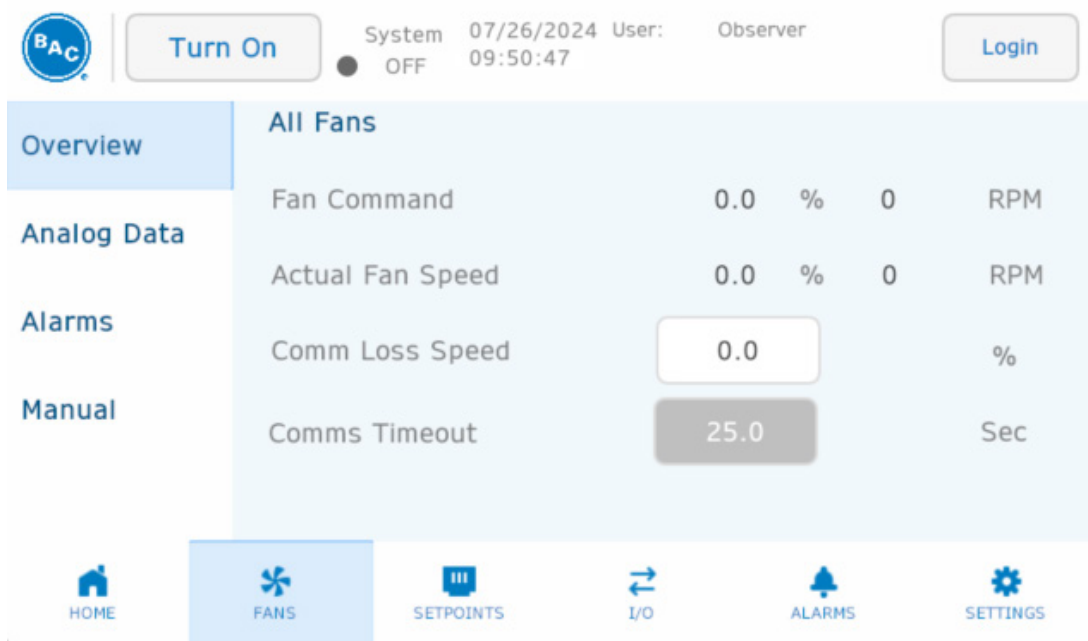 BAC
Turn On
System
OFF
07/26/2024
09:50:47
User:
Observer
Login
Overview
Analog Data
Alarms
Manual
All Fans
Fan Command 0.0 % 0 RPM
Actual Fan Speed 0.0 % 0 RPM
Comm Loss Speed 0.0 %
Comms Timeout 25.0 Sec
HOME FANS SETPOINTS I/O ALARMS SETTINGS